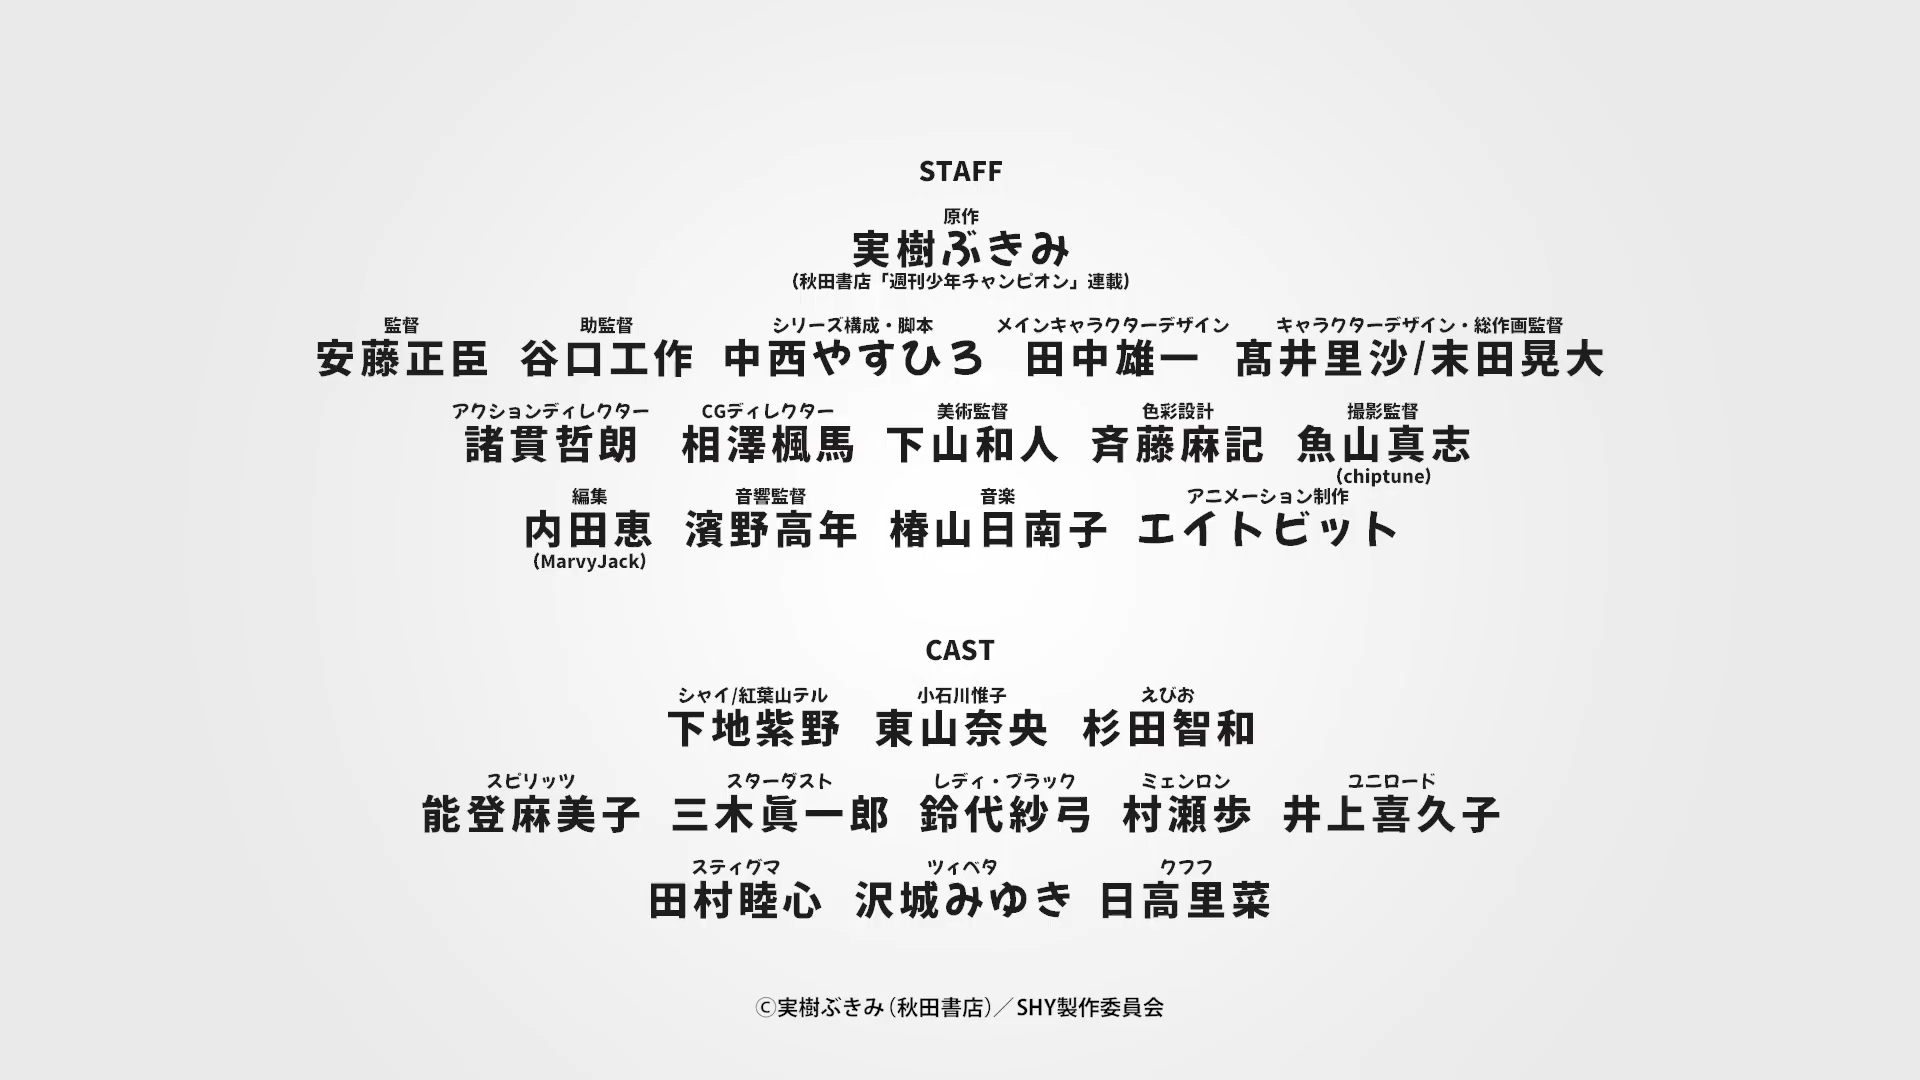 STAFF
原作
実樹ぶきみ
(秋田書店「週刊少年チャンピオン」連載)
監督 助監督 シリーズ構成・脚本 メインキャラクターデザイン キャラクターデザイン・総作画監督
安藤正臣 谷口工作 中西やすひろ 田中雄一 髙井里沙/末田晃大
アクションディレクター CGディレクター 美術監督 色彩設計 撮影監督
諸貫哲朗 相澤楓馬 下山和人 斉藤麻記 魚山真志
(chiptune)
編集 音響監督 音楽 アニメーション制作
内田恵 濱野高年 椿山日南子 エイトビット
(MarvyJack)
CAST
シャイ/紅葉山テル 小石川惟子 えびお
下地紫野 東山奈央 杉田智和
スピリッツ スターダスト レディ・ブラック ミェンロン ユニロード
能登麻美子 三木眞一郎 鈴代紗弓 村瀬歩 井上喜久子
スティグマ ツィベタ クフフ
田村睦心 沢城みゆき 日高里菜
©実樹ぶきみ（秋田書店）／SHY製作委員会